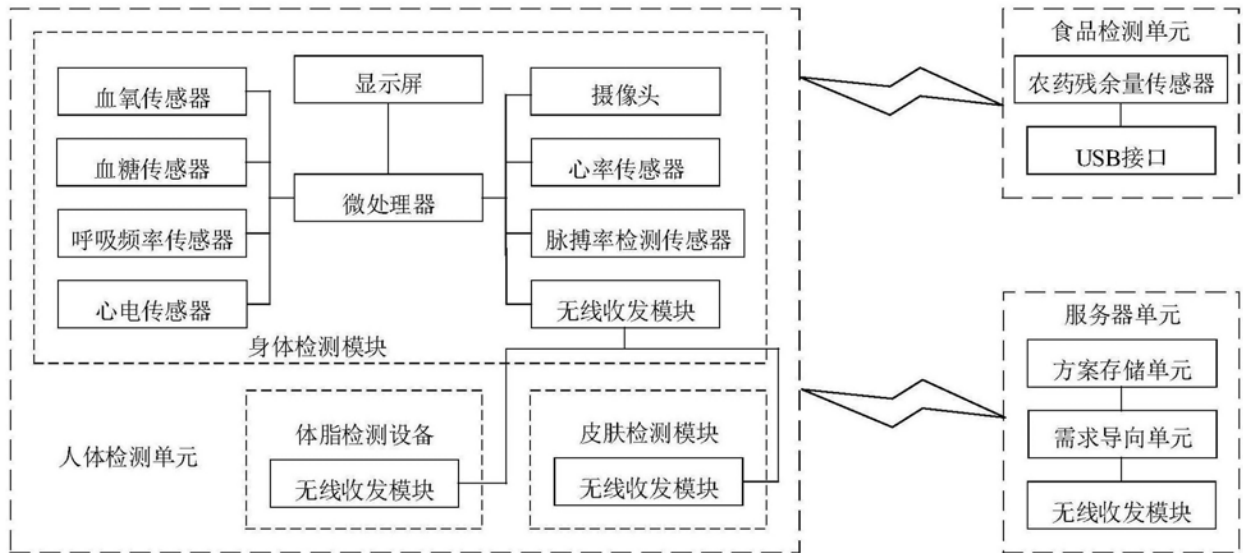 血氧传感器
血糖传感器
呼吸频率传感器
心电传感器
显示屏
微处理器
摄像头
心率传感器
脉搏率检测传感器
无线收发模块
身体检测模块
人体检测单元
体脂检测设备
无线收发模块
皮肤检测模块
无线收发模块
食品检测单元
农药残余量传感器
USB接口
服务器单元
方案存储单元
需求导向单元
无线收发模块